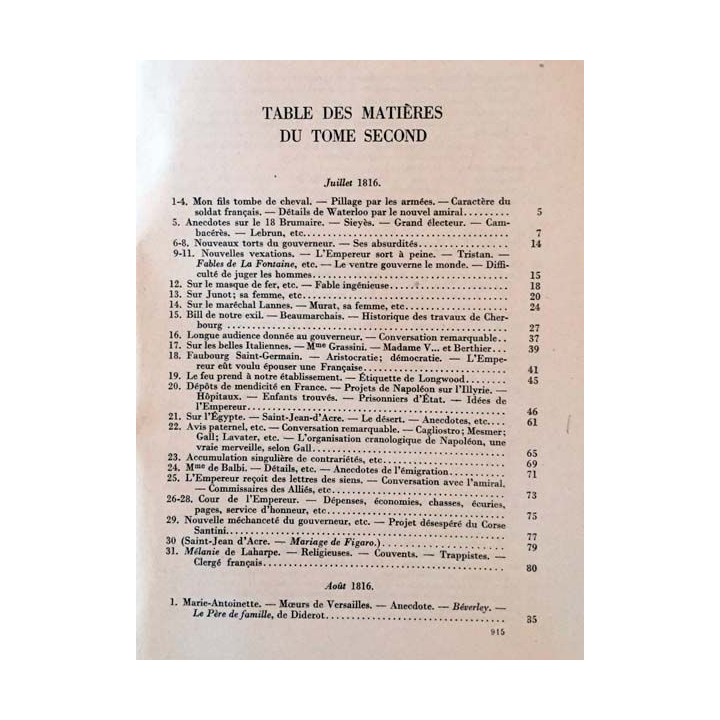 TABLE DES MATIÈRES
DU TOME SECOND
Juillet 1816.
1-4. Mon fils tombe de cheval. — Pillage par les armées. — Caractère du
soldat français. — Détails de Waterloo par le nouvel amiral......... 5
5. Anecdotes sur le 18 Brumaire. — Sieyès. — Grand électeur. — Cam-
bacérès. — Lebrun, etc.................................... 7
6-8. Nouveaux torts du gouverneur. — Ses absurdités.................. 14
9-11. Nouvelles vexations. — L'Empereur sort à peine. — Tristan. —
Fables de La Fontaine, etc. — Le ventre gouverne le monde. — Diffi-
culté de juger les hommes.................................. 15
12. Sur le masque de fer, etc. — Fable ingénieuse.................... 18
13. Sur Junot; sa femme, etc.................................. 20
14. Sur le maréchal Lannes. — Murat, sa femme, etc.................. 24
15. Bill de notre exil. — Beaumarchais. — Historique des travaux de Cher-
bourg .................................................. 27
16. Longue audience donnée au gouverneur. — Conversation remarquable.. 37
17. Sur les belles Italiennes. — Mme Grassini. — Madame V... et Berthier... 39
18. Faubourg Saint-Germain. — Aristocratie; démocratie. — L'Empe-
reur eût voulu épouser une Française.......................... 41
19. Le feu prend à notre établissement. — Étiquette de Longwood........ 45
20. Dépôts de mendicité en France. — Projets de Napoléon sur l'Illyrie. —
Hôpitaux. — Enfants trouvés. — Prisonniers d'État. — Idées de
l'Empereur.............................................. 46
21. Sur l'Égypte. — Saint-Jean-d'Acre. — Le désert. — Anecdotes, etc.... 61
22. Avis paternel, etc. — Conversation remarquable. — Cagliostro; Mesmer;
Gall; Lavater, etc. — L'organisation cranologique de Napoléon, une
vraie merveille, selon Gall.................................. 65
23. Accumulation singulière de contrariétés, etc...................... 69
24. Mme de Balbi. — Détails, etc. — Anecdotes de l'émigration.......... 71
25. L'Empereur reçoit des lettres des siens. — Conversation avec l'amiral.
— Commissaires des Alliés, etc.............................. 73
26-28. Cour de l'Empereur. — Dépenses, économies, chasses, écuries,
pages, service d'honneur, etc................................ 75
29. Nouvelle méchanceté du gouverneur, etc. — Projet désespéré du Corse
Santini.................................................. 77
30 (Saint-Jean d'Acre. — Mariage de Figaro.)...................... 79
31. Mélanie de Laharpe. — Religieuses. — Couvents. — Trappistes. —
Clergé français............................................ 80
Août 1816.
1. Marie-Antoinette. — Mœurs de Versailles. — Anecdote. — Béverley. —
Le Père de famille, de Diderot................................ 85
915